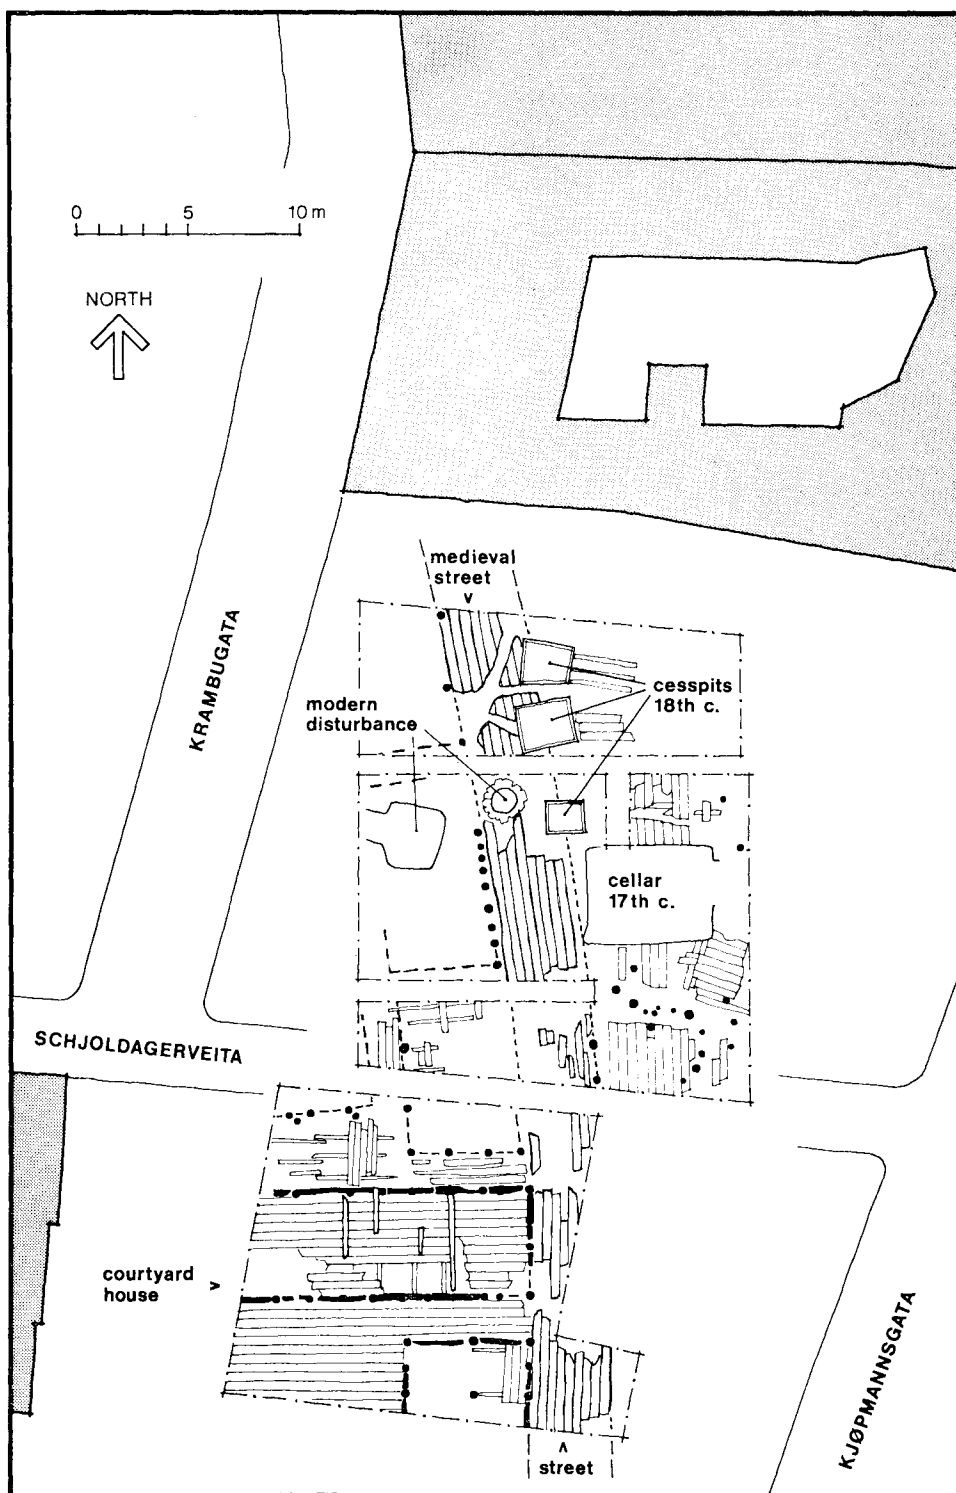 0 5 10 m
NORTH
medieval
street
v
KRAMBUGATA
modern
disturbance
cesspits
18th c.
cellar
17th c.
SCHJOLDAGERVEITA
courtyard
house
v
KJØPMANNSGATA
^
street